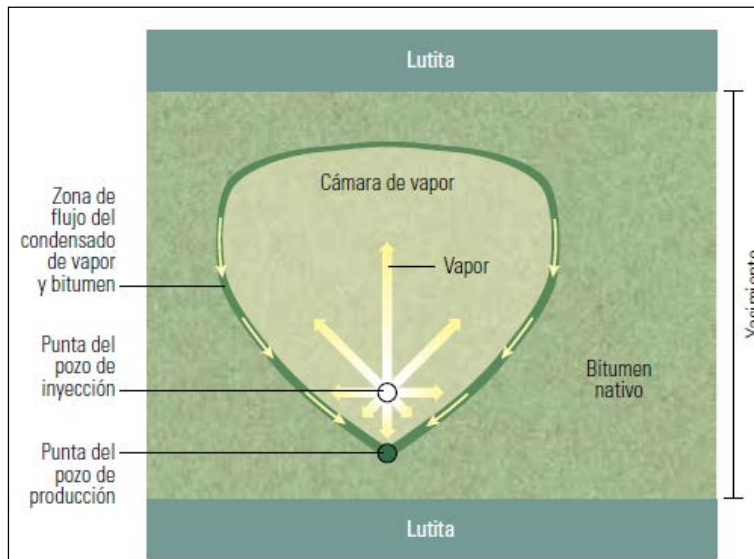 Lutita
Zona de
flujo del
condensado
de vapor
y bitumen
Cámara de vapor
Vapor
Punta del
pozo de
inyección
Bitumen
nativo
Punta del
pozo de
producción
Yacimiento
Lutita